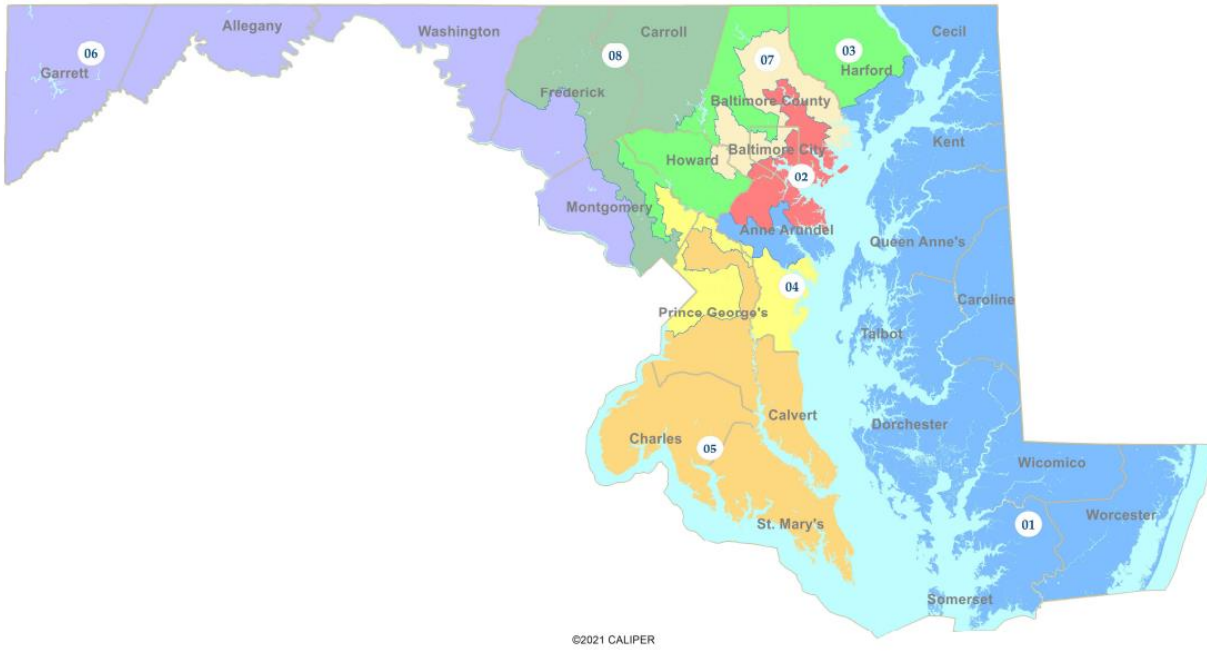 Allegany
Washington
Carroll
Cecil
06
08
07
03
Garrett
Harford
Frederick
Baltimore County
Kent
Baltimore City
Howard
02
Montgomery
Anne Arundel
Queen Anne's
04
Caroline
Prince George's
Talbot
Calvert
Dorchester
Charles
05
Wicomico
Worcester
St. Mary's
01
Somerset
©2021 CALIPER